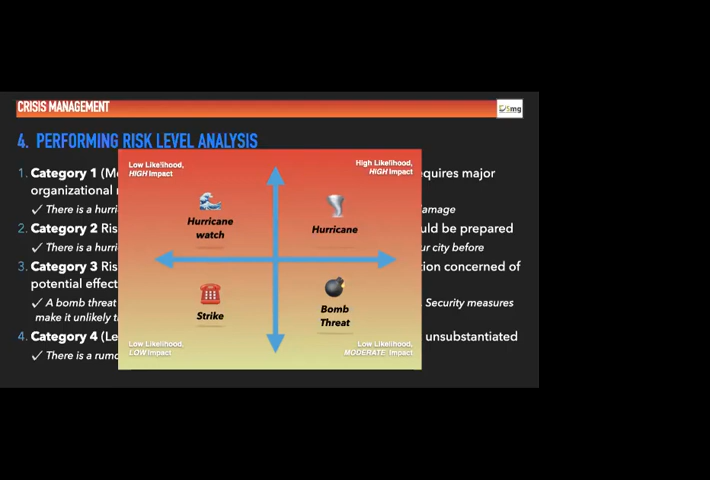 CRISIS MANAGEMENT
5mg
4. PERFORMING RISK LEVEL ANALYSIS
1. Category 1 equires major
organizational
✓ There is a hurri amage
2. Category 2 Ris uld be prepared
✓ There is a hurri ur city before
3. Category 3 Ris tion concerned of
potential effect
✓ A bomb threat Security measures
make it unlikely
4. Category 4 (Le unsubstantiated
✓ There is a rumo
Low Likelihood,
HIGH Impact
High Likelihood,
HIGH Impact
Hurricane
watch
Hurricane
Strike
Bomb
Threat
Low Likelihood,
LOW Impact
Low Likelihood,
MODERATE Impact